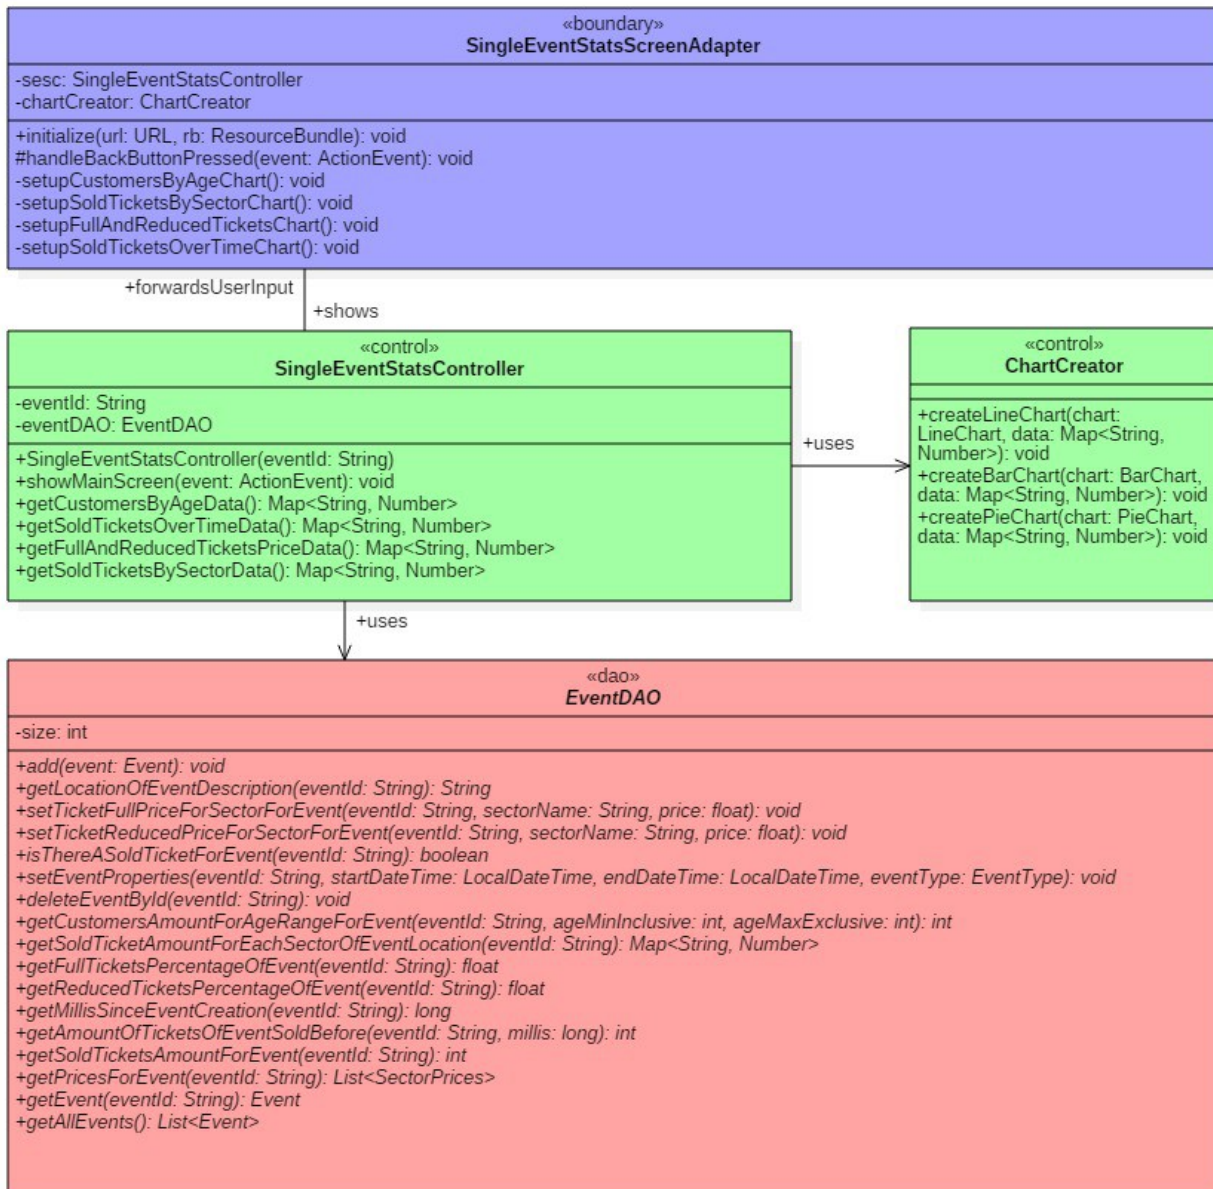 «boundary»
SingleEventStatsScreenAdapter
-sesc: SingleEventStatsController
-chartCreator: ChartCreator
+initialize(url: URL, rb: ResourceBundle): void
#handleBackButtonPressed(event: ActionEvent): void
-setupCustomersByAgeChart(): void
-setupSoldTicketsBySectorChart(): void
-setupFullAndReducedTicketsChart(): void
-setupSoldTicketsOverTimeChart(): void
+forwardsUserInput
+shows
«control»
SingleEventStatsController
-eventId: String
-eventDAO: EventDAO
+SingleEventStatsController(eventId: String)
+showMainScreen(event: ActionEvent): void
+getCustomersByAgeData(): Map<String, Number>
+getSoldTicketsOverTimeData(): Map<String, Number>
+getFullAndReducedTicketsPriceData(): Map<String, Number>
+getSoldTicketsBySectorData(): Map<String, Number>
+uses
«control»
ChartCreator
+createLineChart(chart:
LineChart, data: Map<String,
Number>): void
+createBarChart(chart: BarChart,
data: Map<String, Number>): void
+createPieChart(chart: PieChart,
data: Map<String, Number>): void
+uses
«dao»
EventDAO
-size: int
+add(event: Event): void
+getLocationOfEventDescription(eventId: String): String
+setTicketFullPriceForSectorForEvent(eventId: String, sectorName: String, price: float): void
+setTicketReducedPriceForSectorForEvent(eventId: String, sectorName: String, price: float): void
+isThereASoldTicketForEvent(eventId: String): boolean
+setEventProperties(eventId: String, startDateTime: LocalDateTime, endDateTime: LocalDateTime, eventType: EventType): void
+deleteEventById(eventId: String): void
+getCustomersAmountForAgeRangeForEvent(eventId: String, ageMinInclusive: int, ageMaxExclusive: int): int
+getSoldTicketAmountForEachSectorOfEventLocation(eventId: String): Map<String, Number>
+getFullTicketsPercentageOfEvent(eventId: String): float
+getReducedTicketsPercentageOfEvent(eventId: String): float
+getMillisSinceEventCreation(eventId: String): long
+getAmountOfTicketsOfEventSoldBefore(eventId: String, millis: long): int
+getSoldTicketsAmountForEvent(eventId: String): int
+getPricesForEvent(eventId: String): List<SectorPrices>
+getEvent(eventId: String): Event
+getAllEvents(): List<Event>